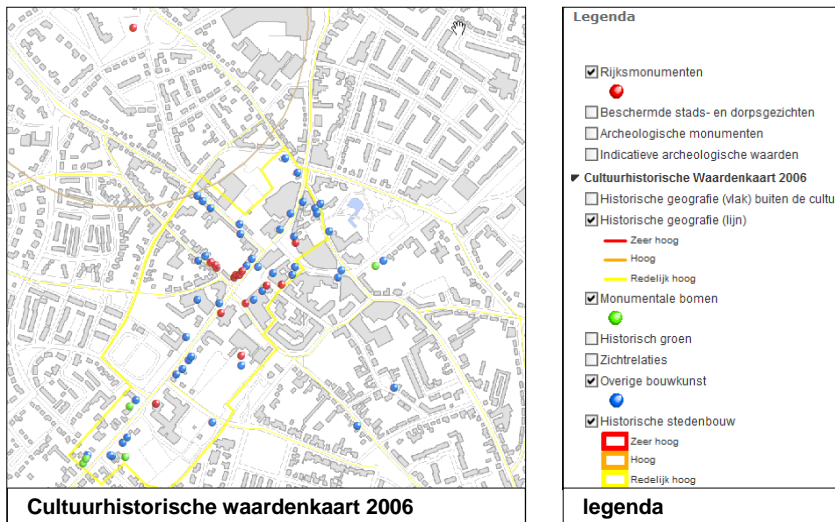 Cultuurhistorische waardenkaart 2006
Legenda
Rijksmonumenten
Beschermde stads- en dorpsgezichten
Archeologische monumenten
Indicatieve archeologische waarden
Cultuurhistorische Waardenkaart 2006
Historische geografie (vlak) buiten de cultu
Historische geografie (lijn)
Zeer hoog
Hoog
Redelijk hoog
Monumentale bomen
Historisch groen
Zichtrelaties
Overige bouwkunst
Historische stedenbouw
Zeer hoog
Hoog
Redelijk hoog
legenda